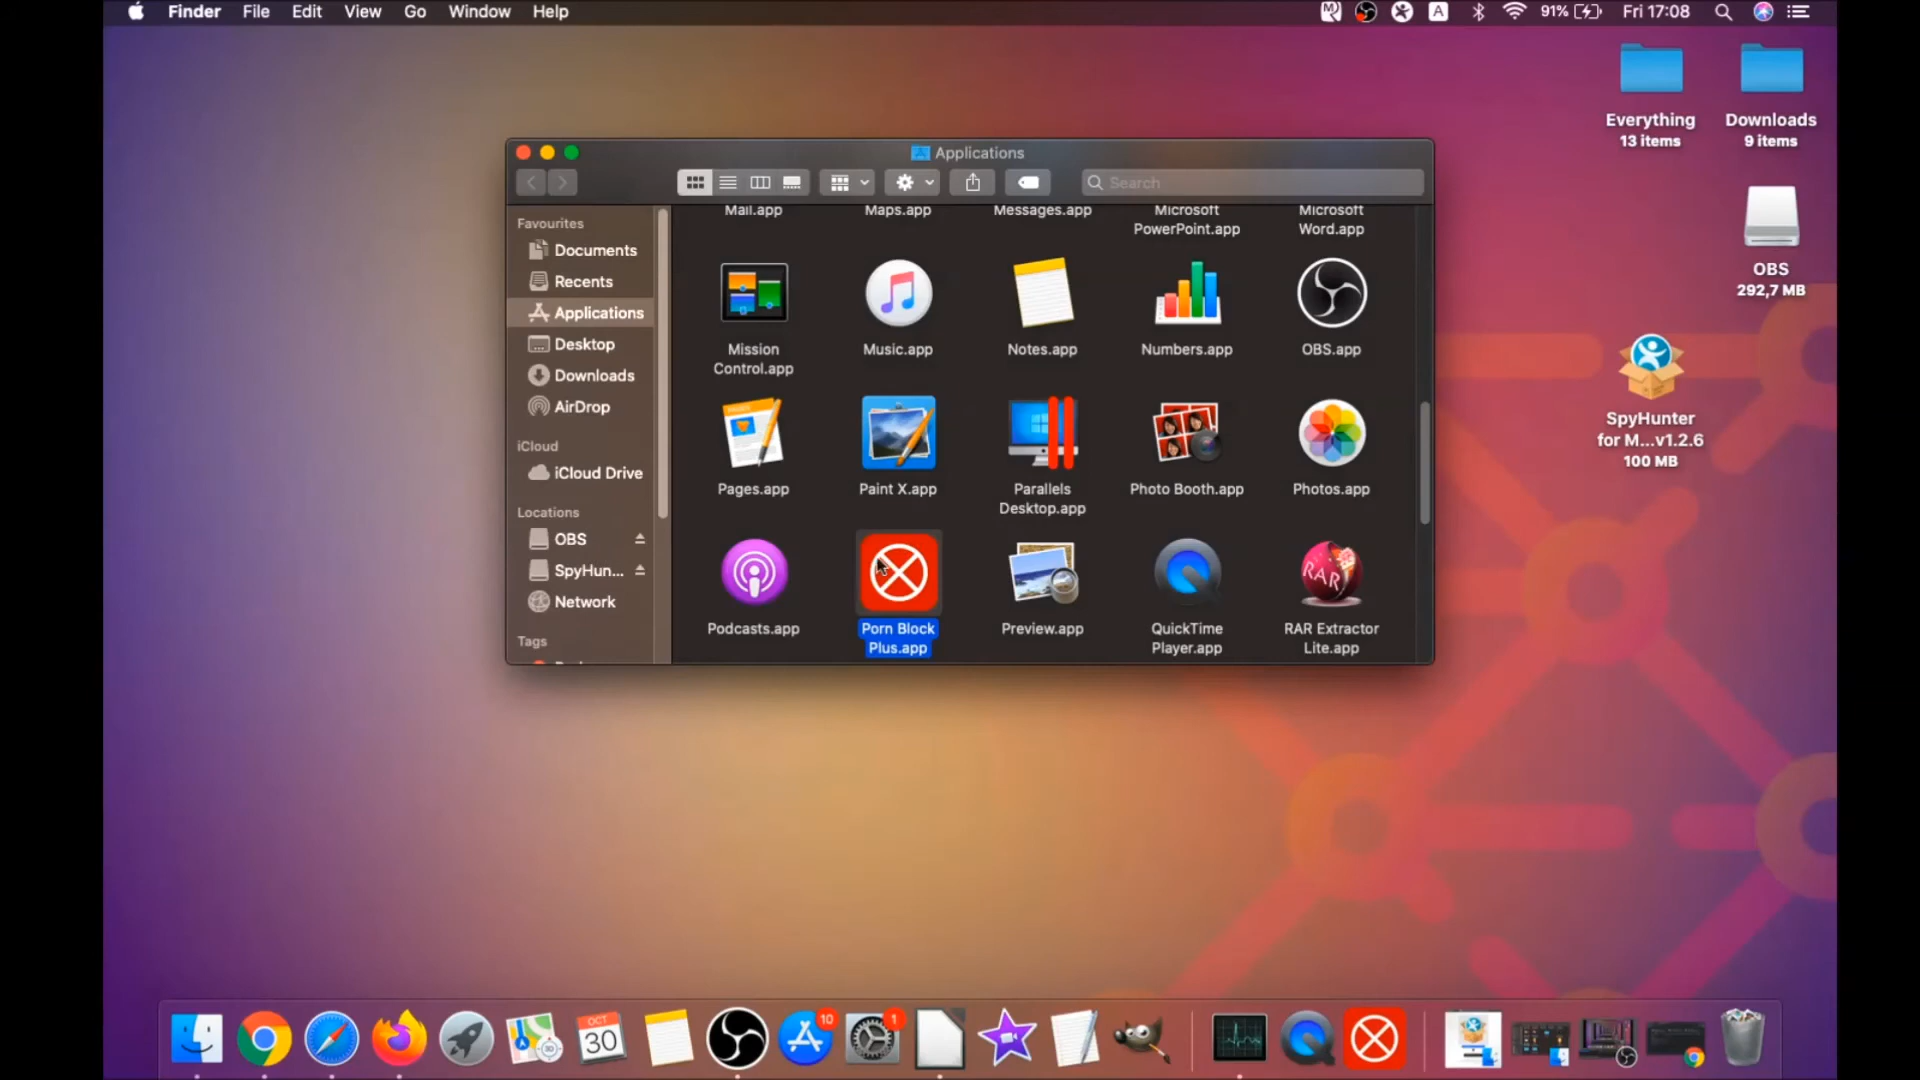 Finder File Edit View Go Window Help
A 91% Fri 17:08
Everything
13 items
Downloads
9 items
OBS
292,7 MB
SpyHunter
for M...v1.2.6
100 MB
Applications
Search
Favourites
Documents
Recents
Applications
Desktop
Downloads
AirDrop
iCloud
iCloud Drive
Locations
OBS
SpyHun...
Network
Tags
Mail.app
Maps.app
Messages.app
Microsoft
PowerPoint.app
Microsoft
Word.app
Mission
Control.app
Music.app
Notes.app
Numbers.app
OBS.app
Pages.app
Paint X.app
Parallels
Desktop.app
Photo Booth.app
Photos.app
Podcasts.app
Porn Block
Plus.app
Preview.app
QuickTime
Player.app
RAR
RAR Extractor
Lite.app
OCT
30
10
1